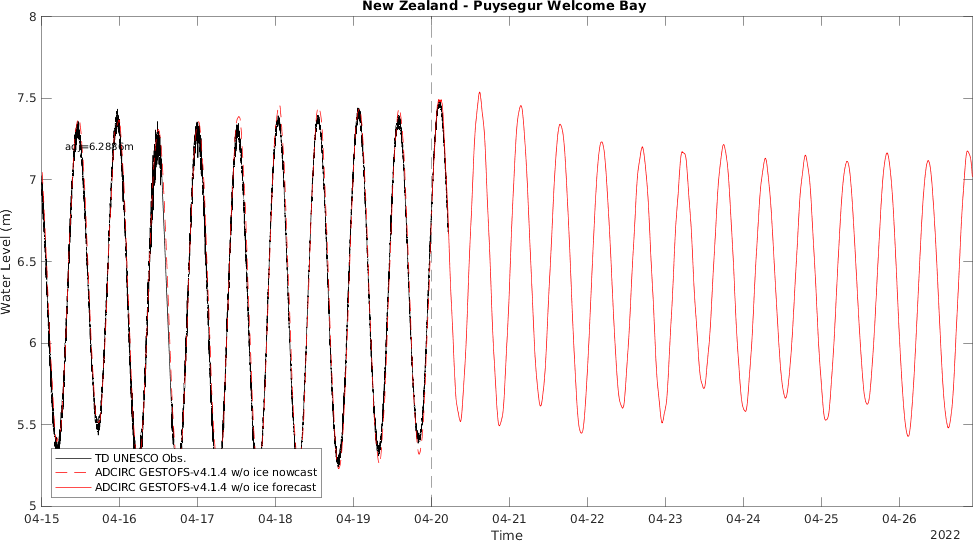 New Zealand - Puysegur Welcome Bay
8
7.5
7
6.5
6
5.5
5
Water Level (m)
adj=6.2836m
TD UNESCO Obs.
ADCIRC GESTOFS-v4.1.4 w/o ice nowcast
ADCIRC GESTOFS-v4.1.4 w/o ice forecast
04-15 04-16 04-17 04-18 04-19 04-20 04-21 04-22 04-23 04-24 04-25 04-26
Time
2022